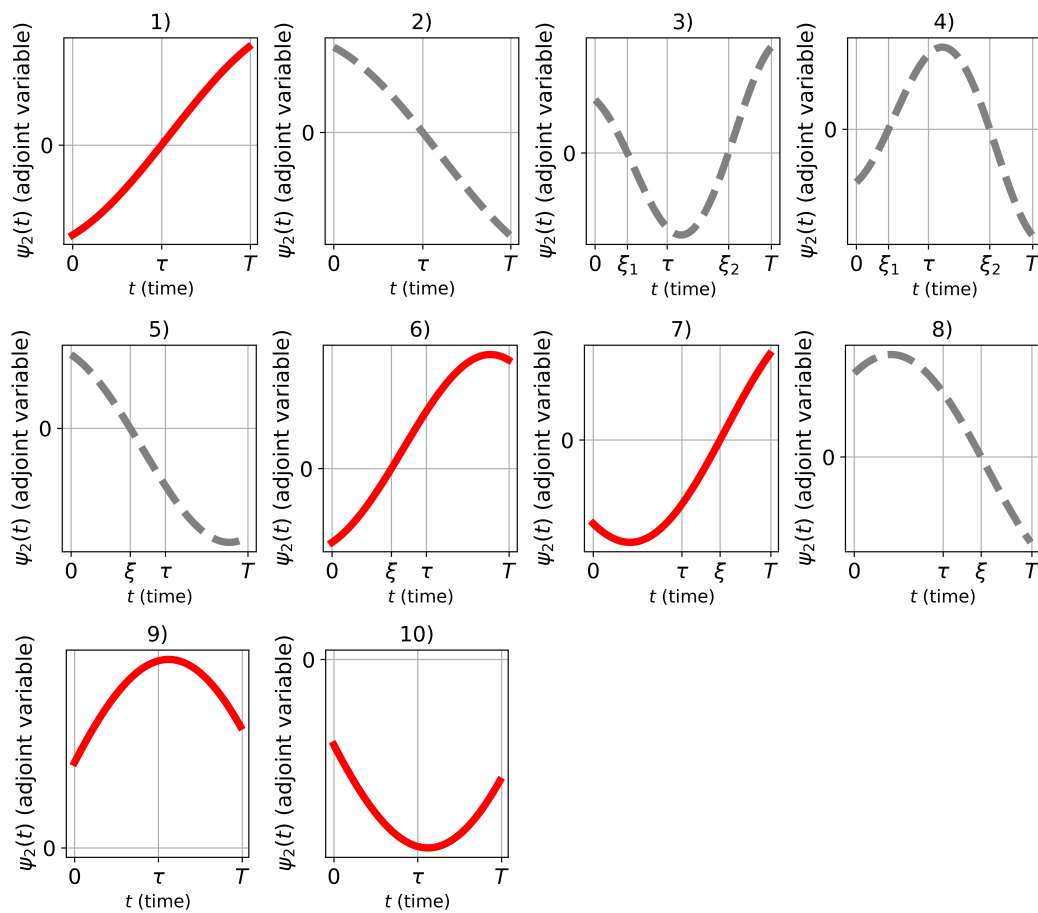 1)
ψ₂(t) (adjoint variable)
0
0 τ T
t (time)
2)
ψ₂(t) (adjoint variable)
0
0 τ T
t (time)
3)
ψ₂(t) (adjoint variable)
0
0 ξ₁ τ ξ₂ T
t (time)
4)
ψ₂(t) (adjoint variable)
0
0 ξ₁ τ ξ₂ T
t (time)
5)
ψ₂(t) (adjoint variable)
0
0 ξ τ T
t (time)
6)
ψ₂(t) (adjoint variable)
0
0 ξ τ T
t (time)
7)
ψ₂(t) (adjoint variable)
0
0 τ ξ T
t (time)
8)
ψ₂(t) (adjoint variable)
0
0 τ ξ T
t (time)
9)
ψ₂(t) (adjoint variable)
0
0 τ T
t (time)
10)
ψ₂(t) (adjoint variable)
0
0 τ T
t (time)